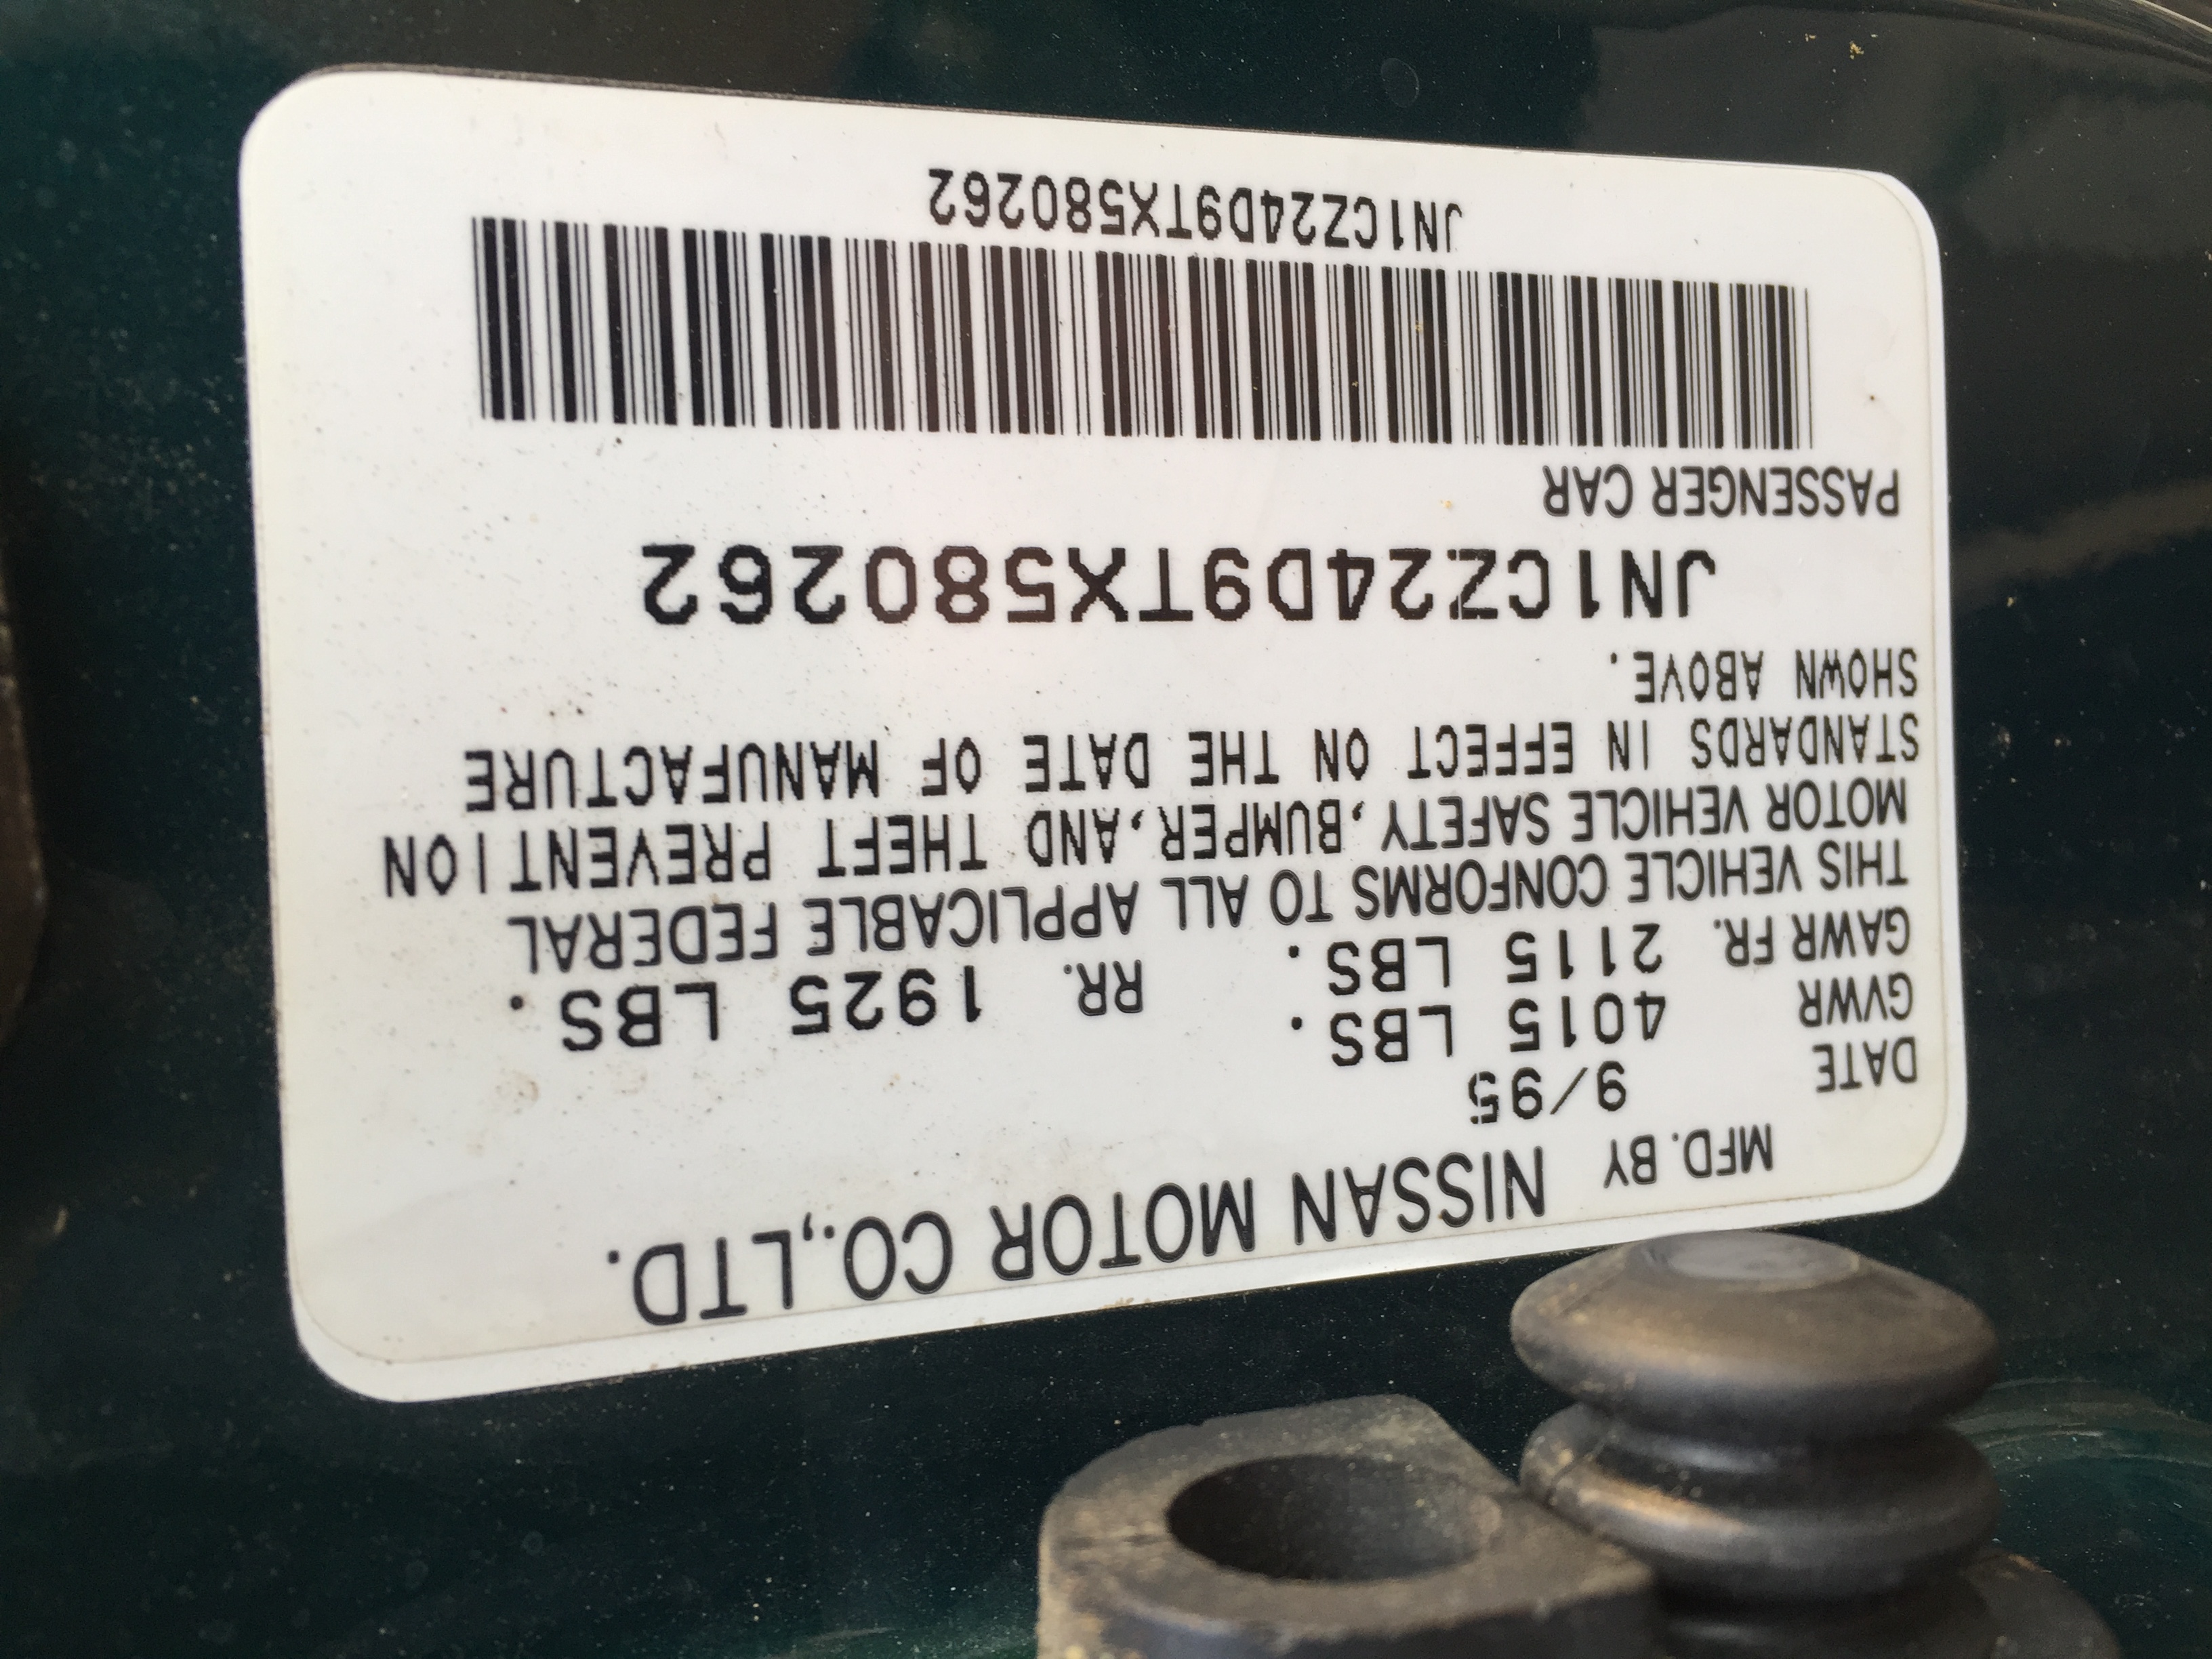 MFD. BY NISSAN MOTOR CO.,LTD.
DATE 9/95
GVWR 4015 LBS.
GAWR FR. 2115 LBS. RR. 1925 LBS.
THIS VEHICLE CONFORMS TO ALL APPLICABLE FEDERAL
MOTOR VEHICLE SAFETY,BUMPER,AND THEFT PREVENTION
STANDARDS IN EFFECT ON THE DATE OF MANUFACTURE
SHOWN ABOVE.
JN1CZ24D9TX580262
PASSENGER CAR
JN1CZ24D9TX580262